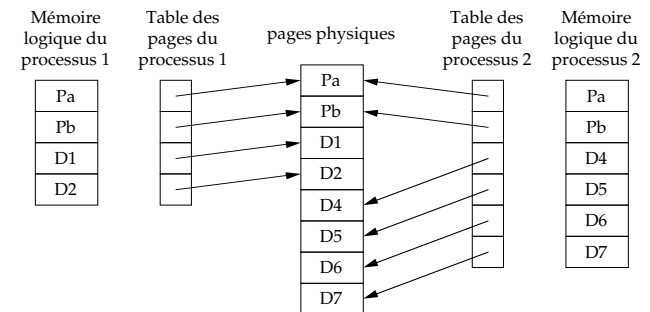 Mémoire
logique du
processus 1
Table des
pages du
processus 1
pages physiques
Table des
pages du
processus 2
Mémoire
logique du
processus 2
Pa
Pb
D1
D2
Pa
Pb
D1
D2
D4
D5
D6
D7
Pa
Pb
D4
D5
D6
D7